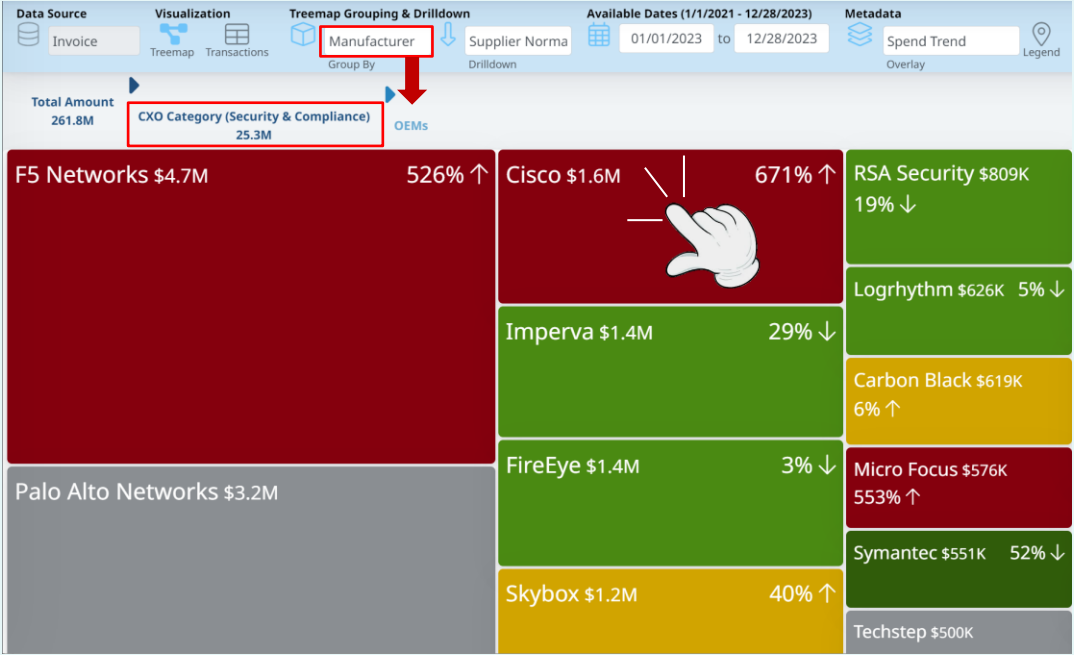 Data Source
Visualization
Treemap Grouping & Drilldown
Available Dates (1/1/2021 - 12/28/2023)
Metadata
Invoice
Treemap
Transactions
Manufacturer
Group By
Supplier Norma
Drilldown
01/01/2023 to 12/28/2023
Spend Trend
Overlay
Legend
Total Amount
261.8M
CXO Category (Security & Compliance)
25.3M
OEMs
F5 Networks $4.7M 526% ↑
Palo Alto Networks $3.2M
Cisco $1.6M 671% ↑
Imperva $1.4M 29% ↓
FireEye $1.4M 3% ↓
Skybox $1.2M 40% ↑
RSA Security $809K
19% ↓
Logrhythm $626K 5% ↓
Carbon Black $619K
6% ↑
Micro Focus $576K
553% ↑
Symantec $551K 52% ↓
Techstep $500K